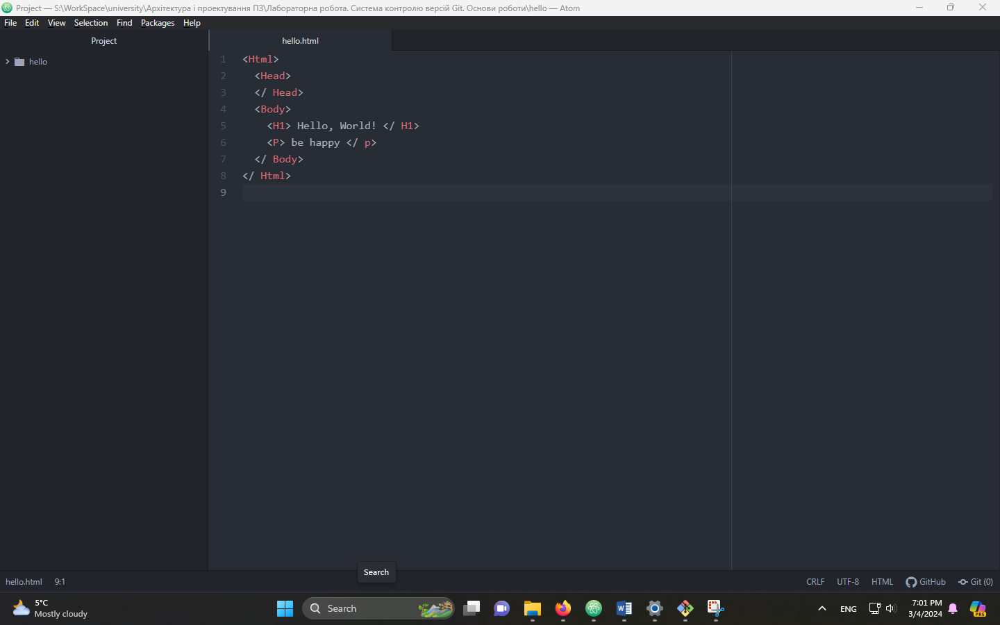 Project — S:\WorkSpace\university\Архітектура і проектування ПЗ\Лабораторна робота. Система контролю версій Git. Основи роботи\hello — Atom
File Edit View Selection Find Packages Help
Project
hello.html
hello
1 <Html>
2 <Head>
3 </ Head>
4 <Body>
5 <H1> Hello, World! </ H1>
6 <P> be happy </ p>
7 </ Body>
8 </ Html>
9
Search
hello.html 9:1
CRLF UTF-8 HTML GitHub Git (0)
5°C
Mostly cloudy
Search
ENG
7:01 PM
3/4/2024
PRE